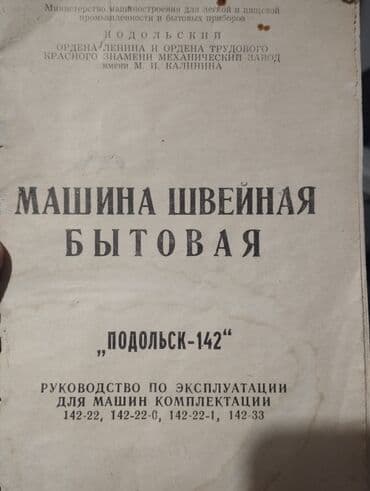 Министерство машиностроения для легкой и пищевой
промышленности и бытовых приборов
ПОДОЛЬСКИЙ
ОРДЕНА ЛЕНИНА И ОРДЕНА ТРУДОВОГО
КРАСНОГО ЗНАМЕНИ МЕХАНИЧЕСКИЙ ЗАВОД
имени М. И. КАЛИНИНА
МАШИНА ШВЕЙНАЯ
БЫТОВАЯ
„ПОДОЛЬСК-142“
РУКОВОДСТВО ПО ЭКСПЛУАТАЦИИ
ДЛЯ МАШИН КОМПЛЕКТАЦИИ
142-22, 142-22-0, 142-22-1, 142-33